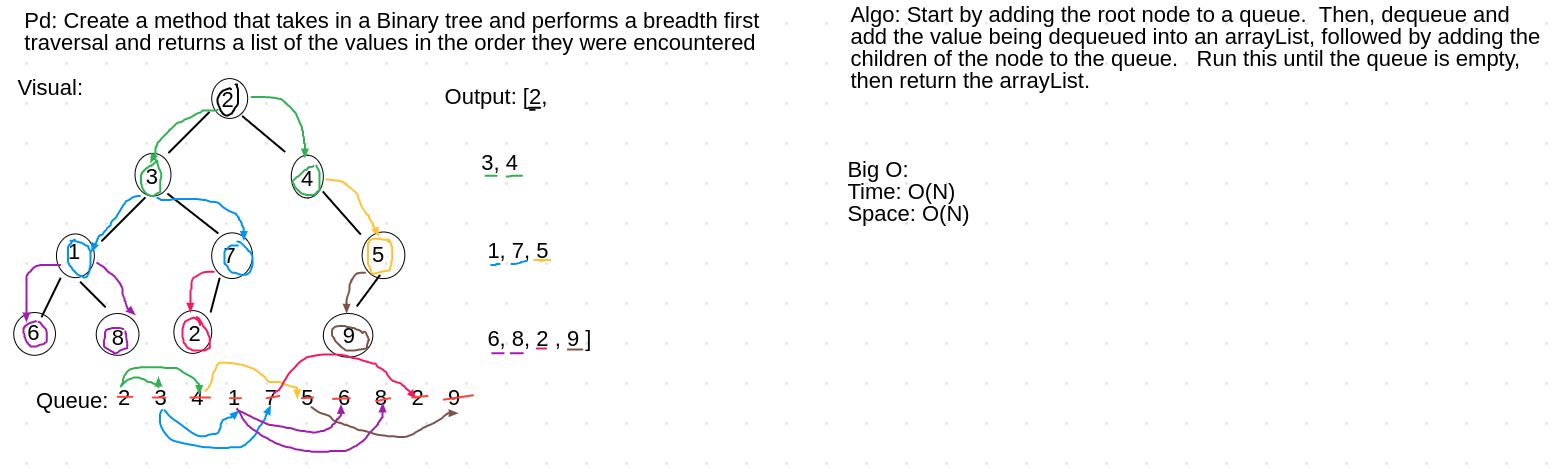 Pd: Create a method that takes in a Binary tree and performs a breadth first
traversal and returns a list of the values in the order they were encountered
Visual:
2
3
4
1
7
5
6
8
2
9
Output: [2,
3, 4
1, 7, 5
6, 8, 2 , 9 ]
Queue: 2 3 4 1 7 5 6 8 2 9
Algo: Start by adding the root node to a queue.  Then, dequeue and
add the value being dequeued into an arrayList, followed by adding the
children of the node to the queue.   Run this until the queue is empty,
then return the arrayList.
Big O:
Time: O(N)
Space: O(N)